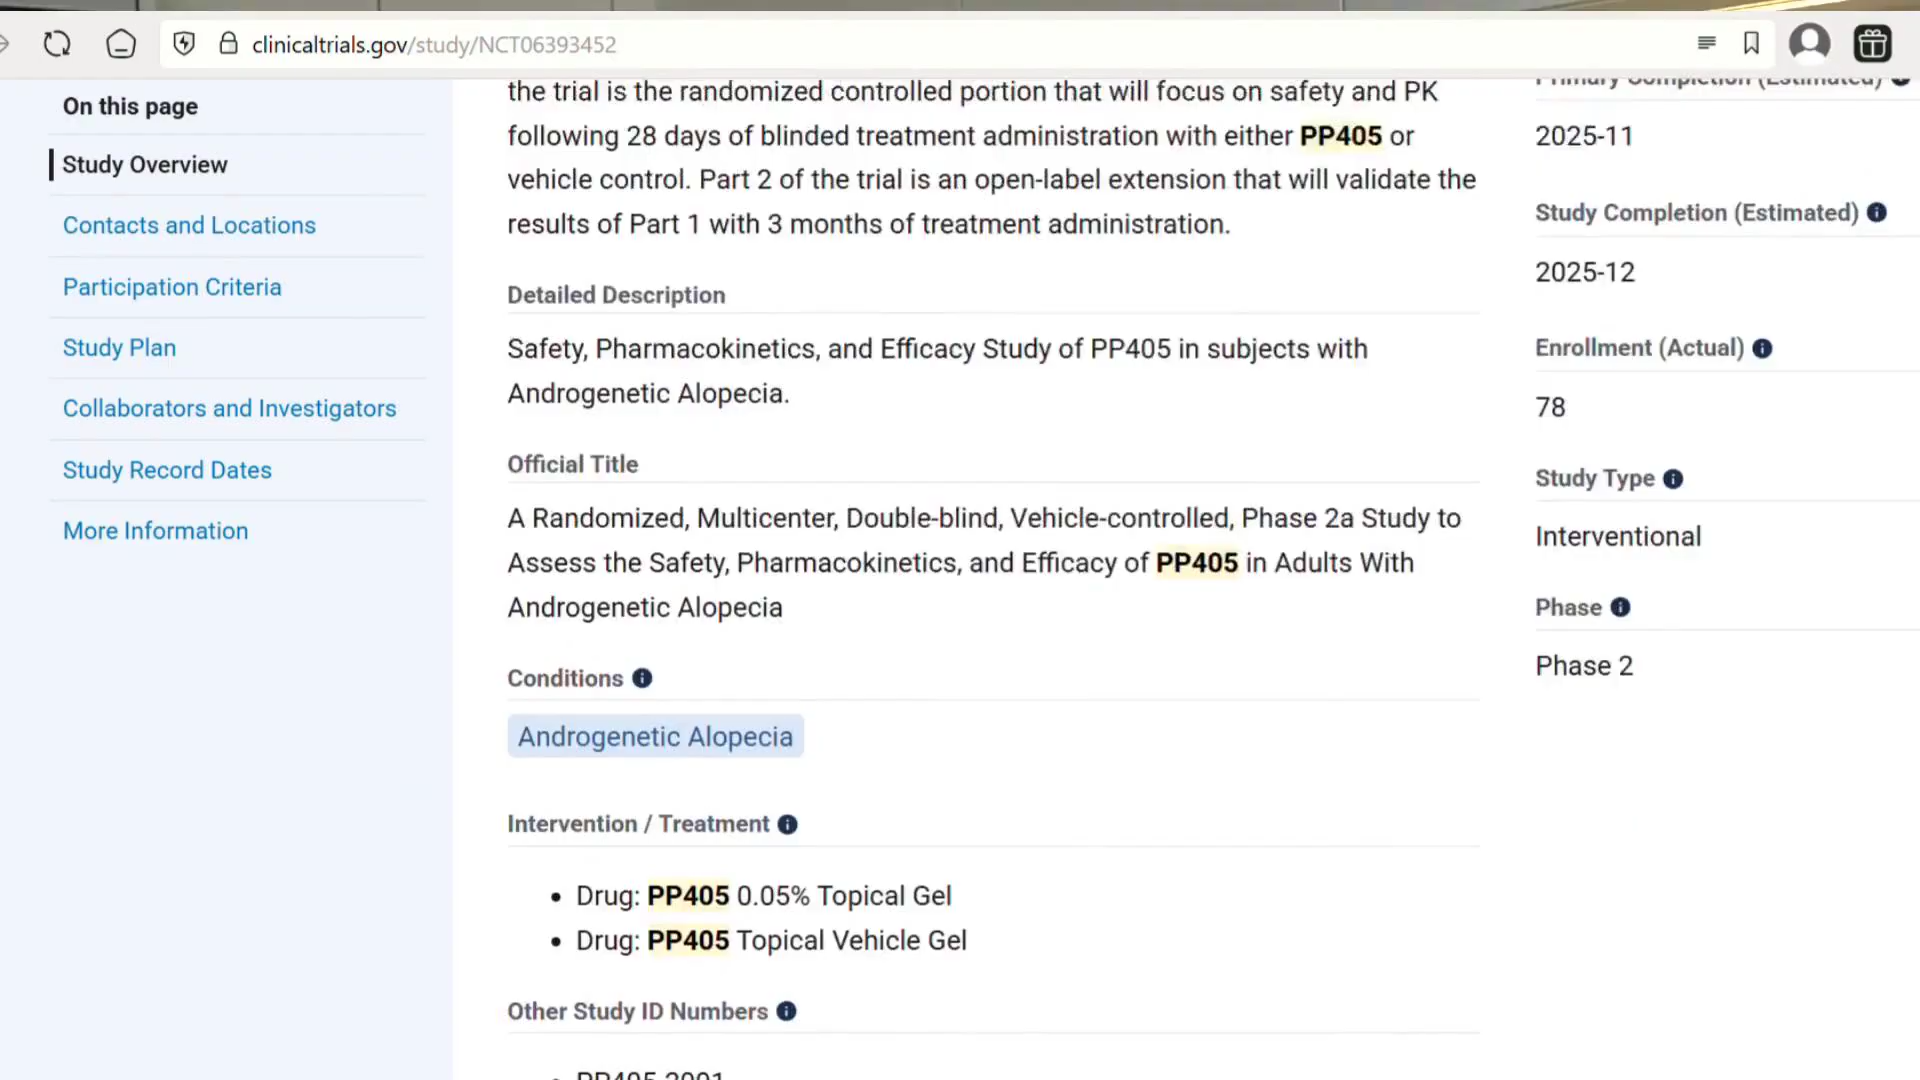 clinicaltrials.gov/study/NCT06393452
On this page
Study Overview
Contacts and Locations
Participation Criteria
Study Plan
Collaborators and Investigators
Study Record Dates
More Information
the trial is the randomized controlled portion that will focus on safety and PK
following 28 days of blinded treatment administration with either PP405 or
vehicle control. Part 2 of the trial is an open-label extension that will validate the
results of Part 1 with 3 months of treatment administration.
Detailed Description
Safety, Pharmacokinetics, and Efficacy Study of PP405 in subjects with
Androgenetic Alopecia.
Official Title
A Randomized, Multicenter, Double-blind, Vehicle-controlled, Phase 2a Study to
Assess the Safety, Pharmacokinetics, and Efficacy of PP405 in Adults With
Androgenetic Alopecia
Conditions
Androgenetic Alopecia
Intervention / Treatment
• Drug: PP405 0.05% Topical Gel
• Drug: PP405 Topical Vehicle Gel
Other Study ID Numbers
• PP405-2001
Primary Completion (Estimated)
2025-11
Study Completion (Estimated)
2025-12
Enrollment (Actual)
78
Study Type
Interventional
Phase
Phase 2